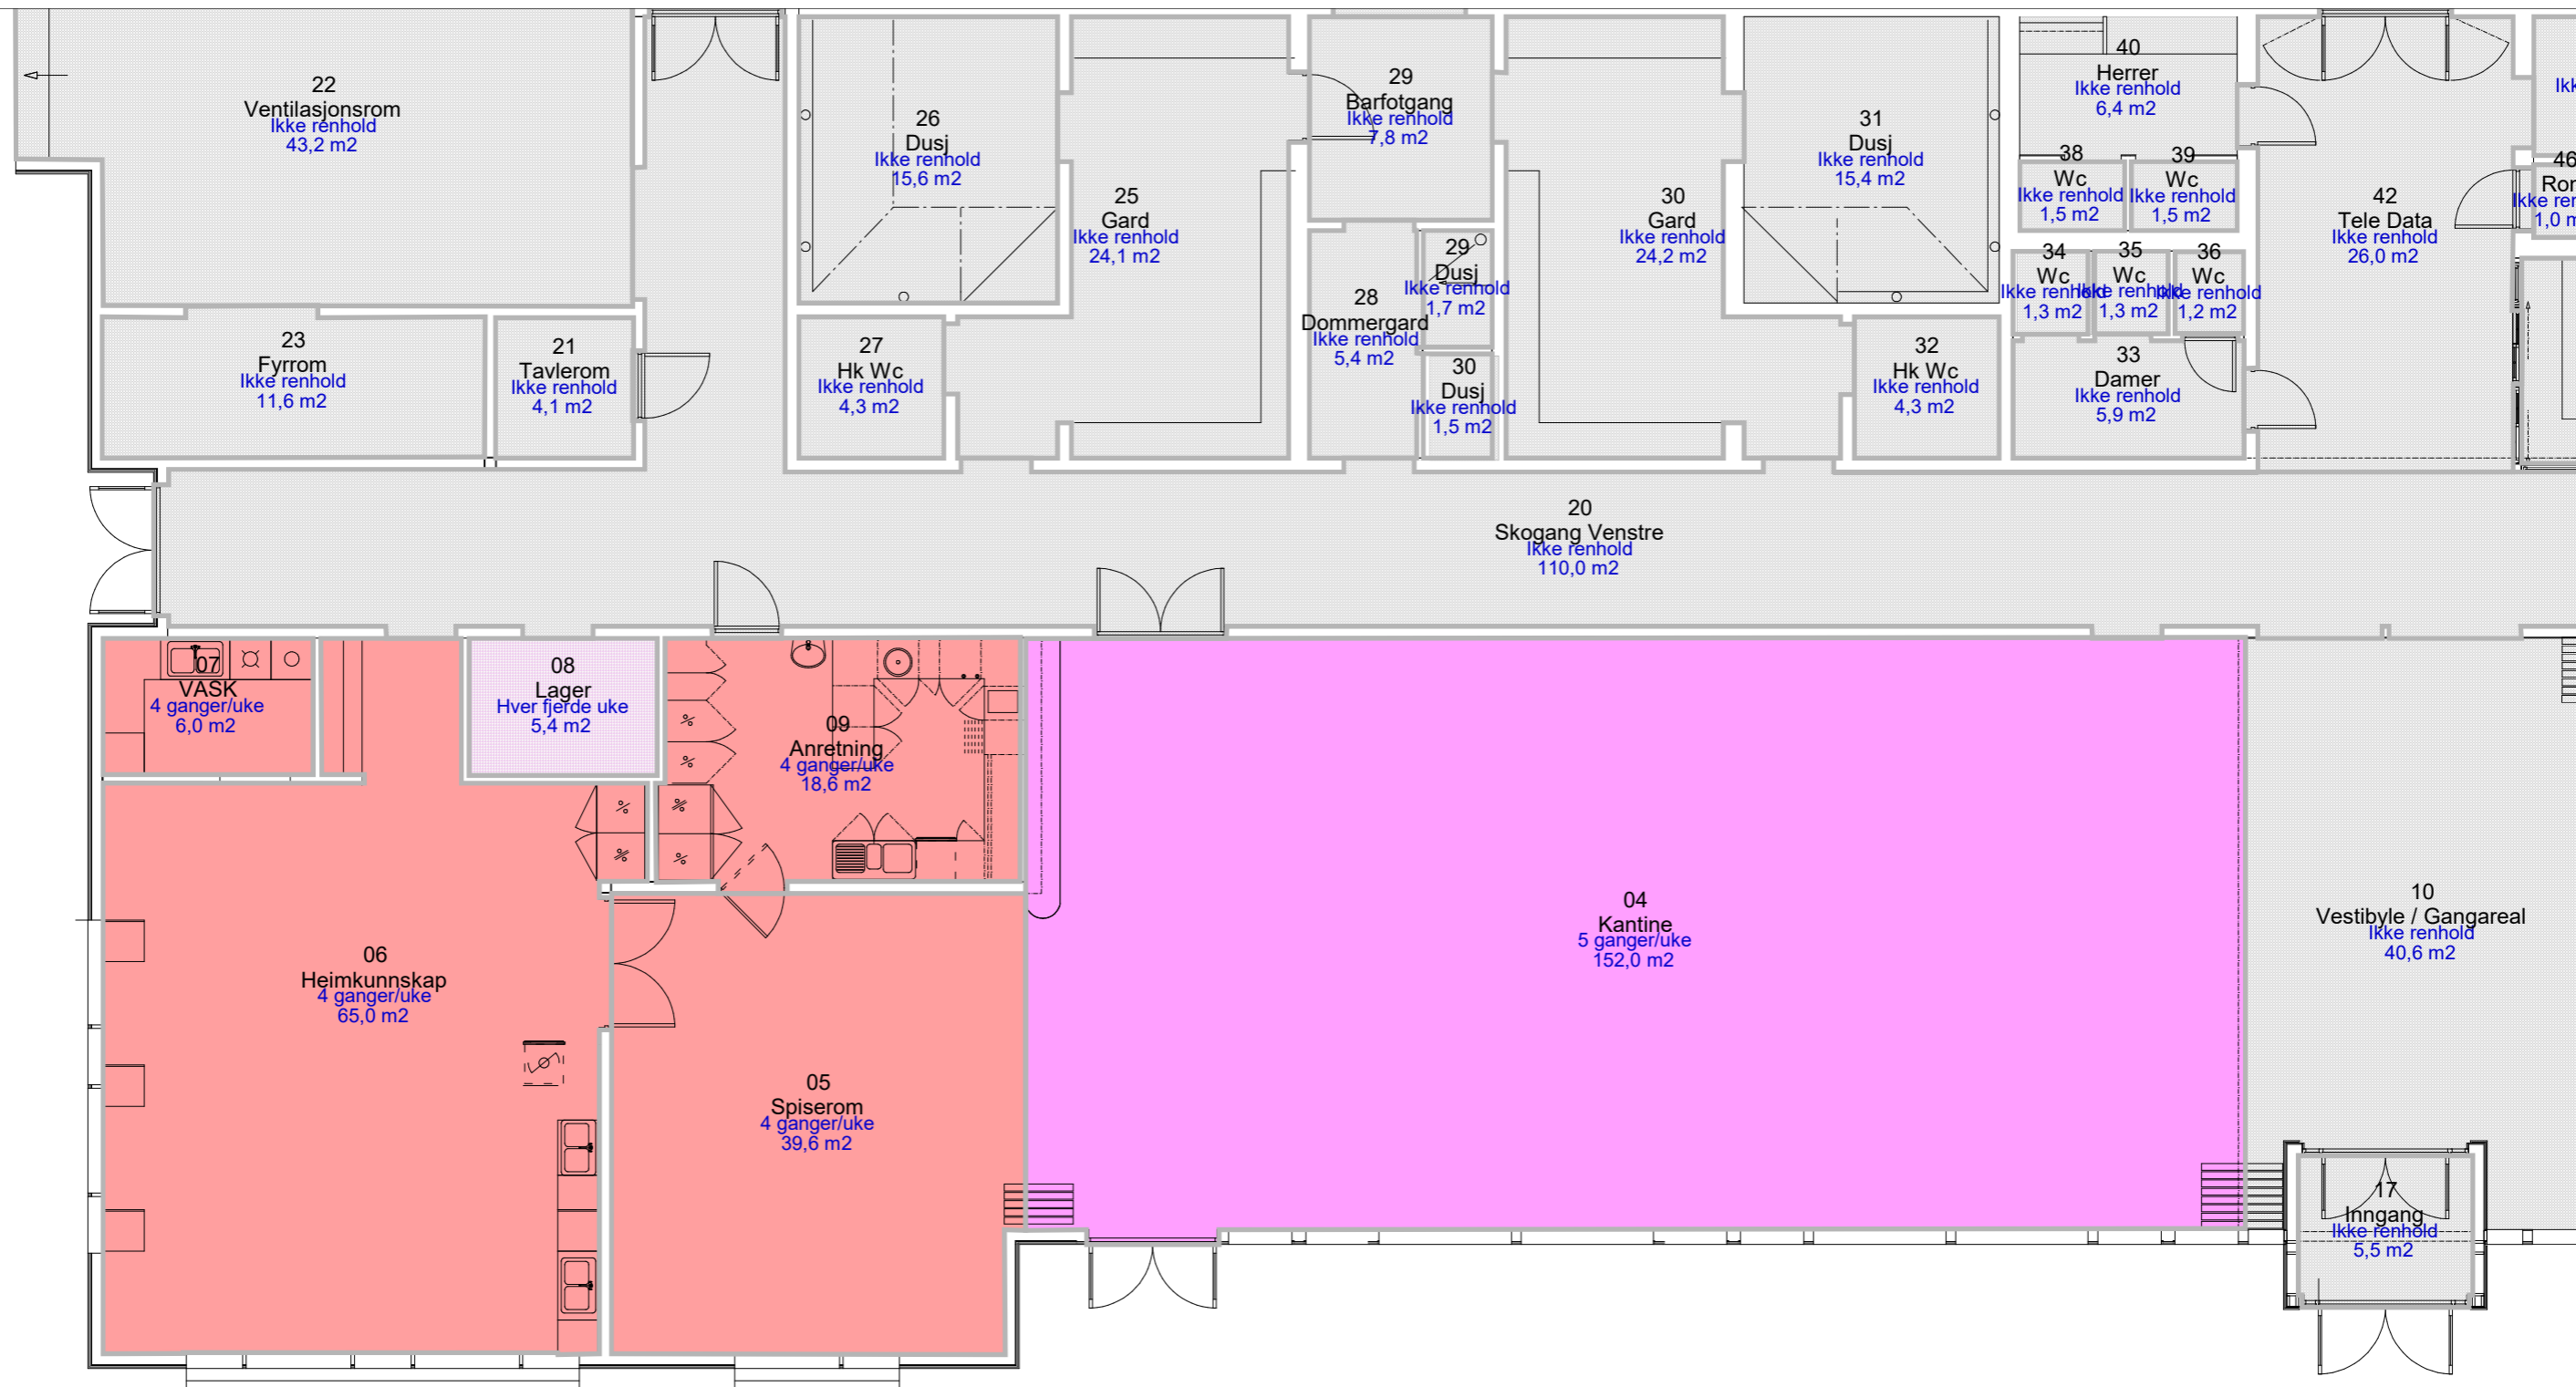 22
Ventilasjonsrom
Ikke renhold
43,2 m2
26
Dusj
Ikke renhold
15,6 m2
25
Gard
Ikke renhold
24,1 m2
29
Barfotgang
Ikke renhold
7,8 m2
30
Gard
Ikke renhold
24,2 m2
31
Dusj
Ikke renhold
15,4 m2
40
Herrer
Ikke renhold
6,4 m2
38
Wc
Ikke renhold
1,5 m2
39
Wc
Ikke renhold
1,5 m2
42
Tele Data
Ikke renhold
26,0 m2
46
34
Wc
Ikke renhold
1,3 m2
35
Wc
Ikke renhold
1,3 m2
36
Wc
Ikke renhold
1,2 m2
33
Damer
Ikke renhold
5,9 m2
23
Fyrrom
Ikke renhold
11,6 m2
21
Tavlerom
Ikke renhold
4,1 m2
27
Hk Wc
Ikke renhold
4,3 m2
28
Dommergard
Ikke renhold
5,4 m2
29
Dusj
Ikke renhold
1,7 m2
30
Dusj
Ikke renhold
1,5 m2
32
Hk Wc
Ikke renhold
4,3 m2
20
Skogang Venstre
Ikke renhold
110,0 m2
07
VASK
4 ganger/uke
6,0 m2
08
Lager
Hver fjerde uke
5,4 m2
09
Anretning
4 ganger/uke
18,6 m2
04
Kantine
5 ganger/uke
152,0 m2
10
Vestibyle / Gangareal
Ikke renhold
40,6 m2
06
Heimkunnskap
4 ganger/uke
65,0 m2
05
Spiserom
4 ganger/uke
39,6 m2
17
Inngang
Ikke renhold
5,5 m2